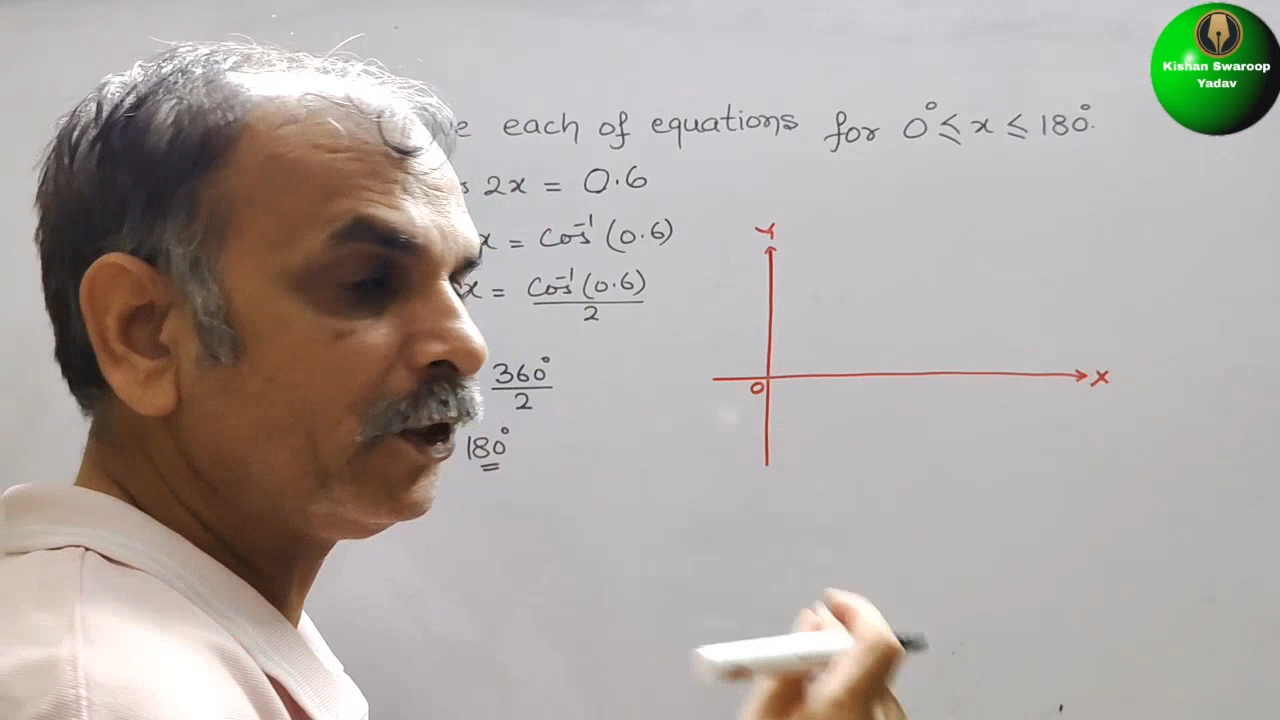 Kishan Swaroop
Yadav
each of equations for 0° ≤ x ≤ 180°.
2x = 0.6
x = cos⁻¹(0.6)
x = cos⁻¹(0.6)
2
360°
2
180°
Y
O
X